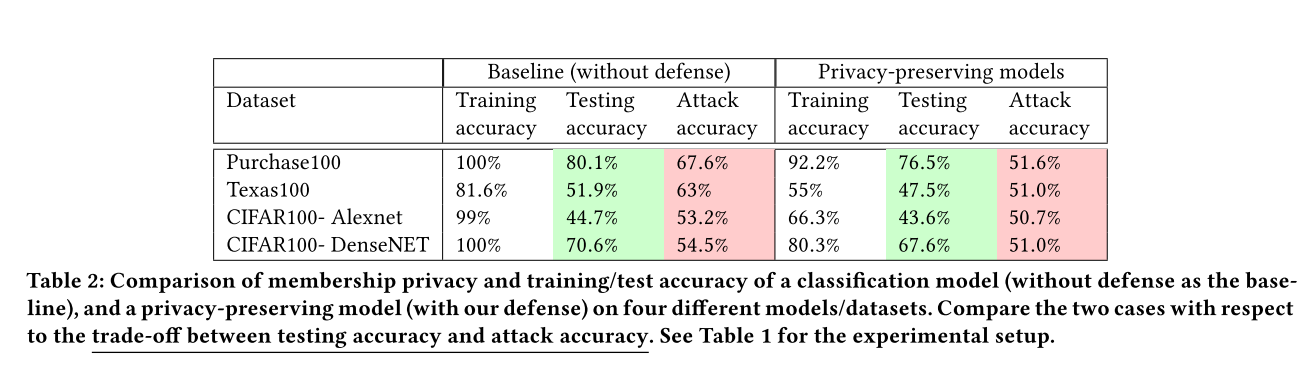 Baseline (without defense) Privacy-preserving models
Dataset Training Testing Attack Training Testing Attack
accuracy accuracy accuracy accuracy accuracy accuracy
Purchase100 100% 80.1% 67.6% 92.2% 76.5% 51.6%
Texas100 81.6% 51.9% 63% 55% 47.5% 51.0%
CIFAR100- Alexnet 99% 44.7% 53.2% 66.3% 43.6% 50.7%
CIFAR100- DenseNET 100% 70.6% 54.5% 80.3% 67.6% 51.0%
Table 2: Comparison of membership privacy and training/test accuracy of a classification model (without defense as the base-
line), and a privacy-preserving model (with our defense) on four different models/datasets. Compare the two cases with respect
to the trade-off between testing accuracy and attack accuracy. See Table 1 for the experimental setup.